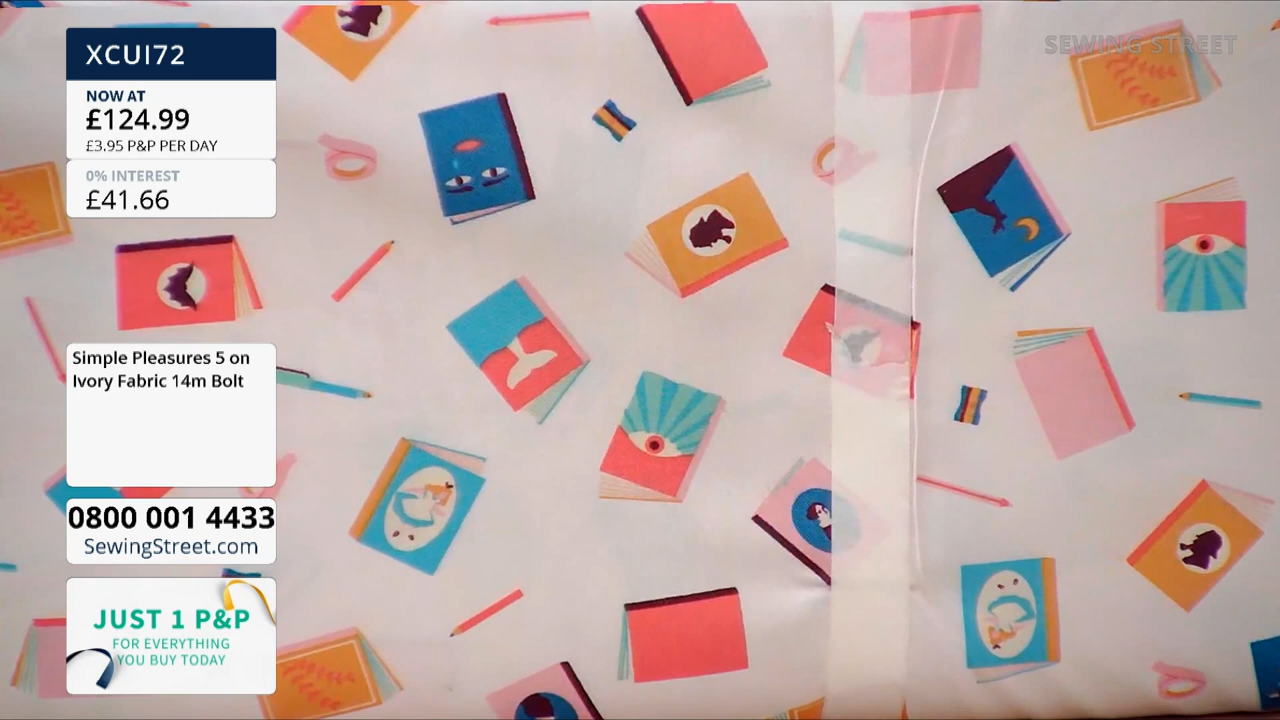 XCUI72
NOW AT
£124.99
£3.95 P&P PER DAY
0% INTEREST
£41.66
Simple Pleasures 5 on
Ivory Fabric 14m Bolt
0800 001 4433
SewingStreet.com
JUST 1 P&P
FOR EVERYTHING
YOU BUY TODAY
SEWING STREET